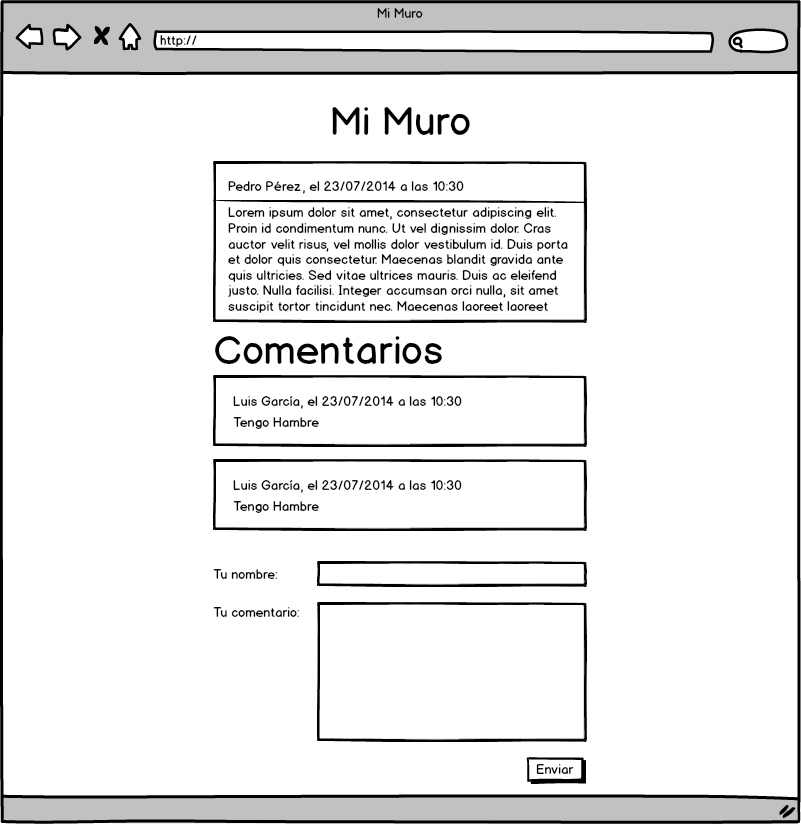 Mi Muro
http://
Mi Muro
Pedro Pérez, el 23/07/2014 a las 10:30
Lorem ipsum dolor sit amet, consectetur adipiscing elit.
Proin id condimentum nunc. Ut vel dignissim dolor. Cras
auctor velit risus, vel mollis dolor vestibulum id. Duis porta
et dolor quis consectetur. Maecenas blandit gravida ante
quis ultricies. Sed vitae ultrices mauris. Duis ac eleifend
justo. Nulla facilisi. Integer accumsan orci nulla, sit amet
suscipit tortor tincidunt nec. Maecenas laoreet laoreet
Comentarios
Luis García, el 23/07/2014 a las 10:30
Tengo Hambre
Luis García, el 23/07/2014 a las 10:30
Tengo Hambre
Tu nombre:
Tu comentario:
Enviar